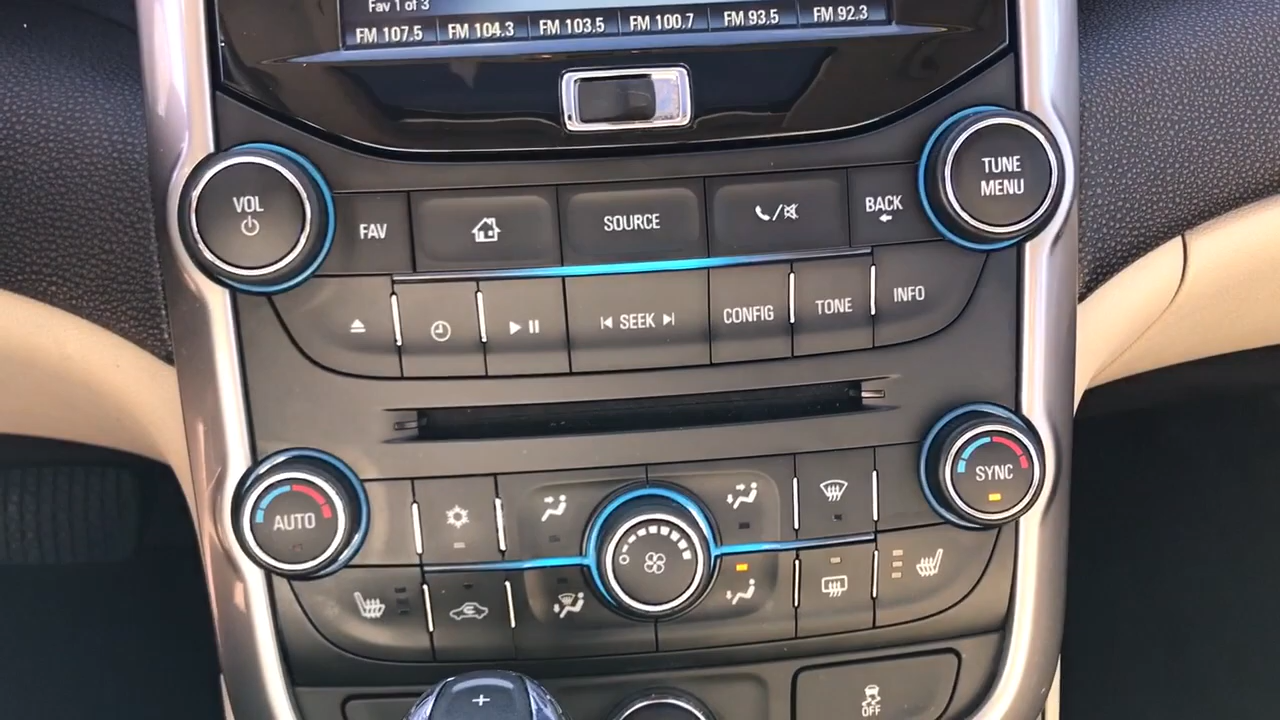 Fav 1 of 3
FM 107.5 FM 104.3 FM 103.5 FM 100.7 FM 93.5 FM 92.3
VOL
TUNE
MENU
FAV
SOURCE
BACK
SEEK
CONFIG
TONE
INFO
AUTO
SYNC
+
OFF